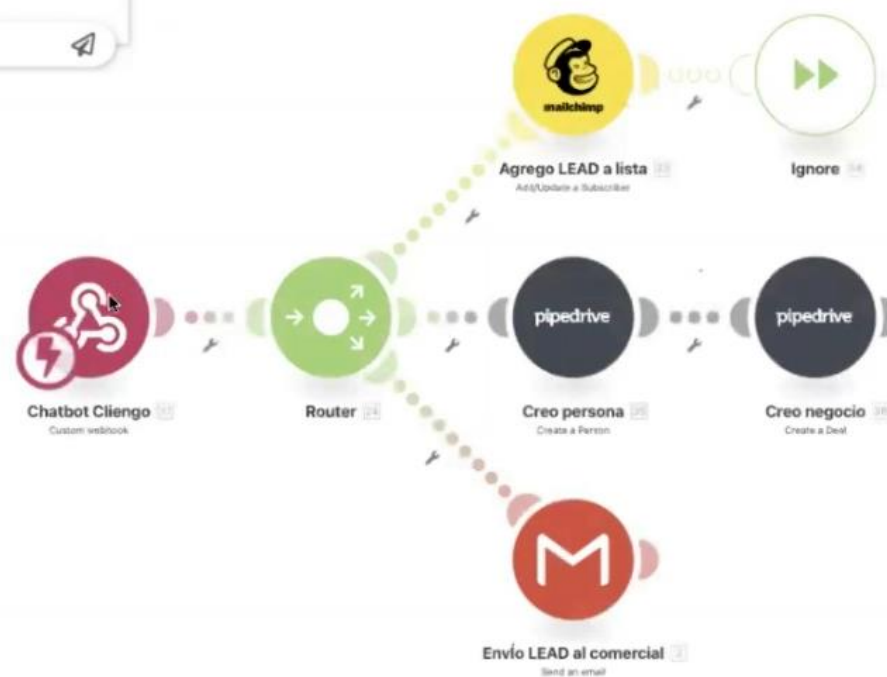 mailchimp
Agrego LEAD a lista
Add/Update a Subscriber
Ignore
Chatbot Cliengo
Custom webhook
Router
pipedrive
Creo persona
Create a Person
pipedrive
Creo negocio
Create a Deal
Envío LEAD al comercial
Send an email